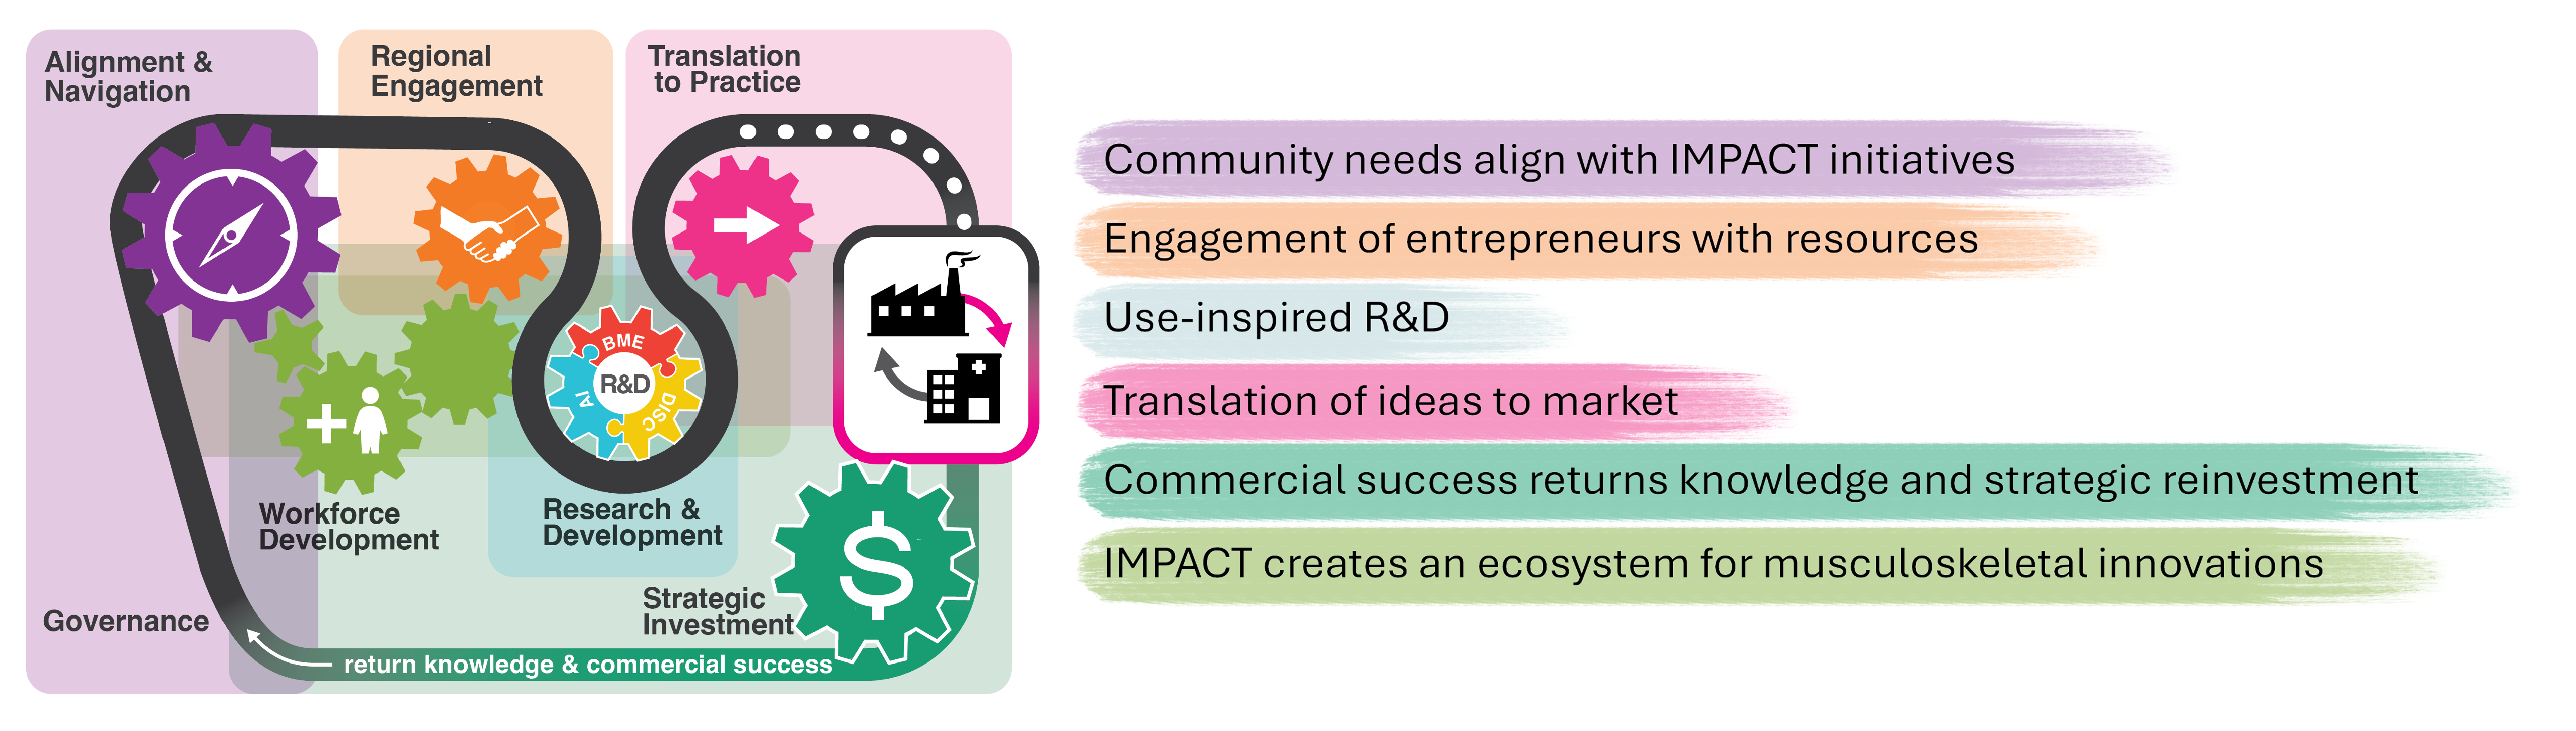 Alignment &
Navigation
Regional
Engagement
Translation
to Practice
BME
R&D
AI
DISC
Workforce
Development
Research &
Development
Strategic
Investment
$
Governance
return knowledge & commercial success
Community needs align with IMPACT initiatives
Engagement of entrepreneurs with resources
Use-inspired R&D
Translation of ideas to market
Commercial success returns knowledge and strategic reinvestment
IMPACT creates an ecosystem for musculoskeletal innovations